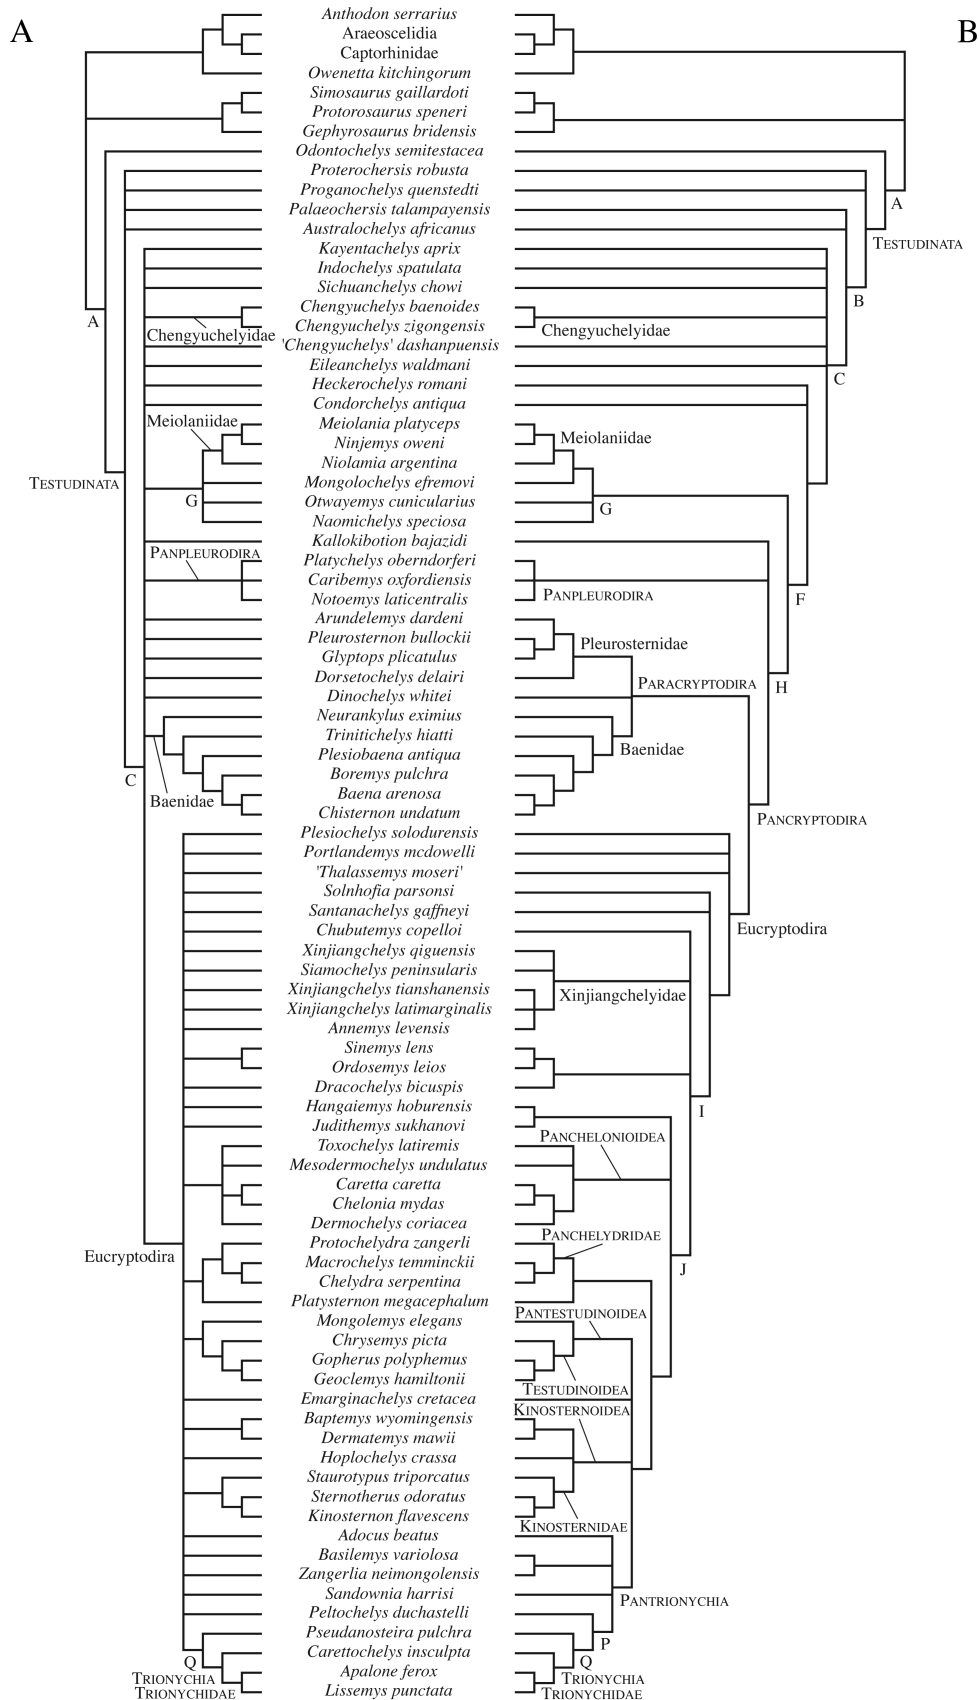 A
B
Anthodon serrarius
Araeoscelidia
Captorhinidae
Owenetta kitchingorum
Simosaurus gaillardoti
Protorosaurus speneri
Gephyrosaurus bridensis
Odontochelys semitestacea
Proterochersis robusta
Proganochelys quenstedti
Palaeochersis talampayensis
A
Australochelys africanus
TESTUDINATA
Kayentachelys aprix
Indochelys spatulata
Sichuanchelys chowi
B
Chengyuchelys baenoides
A
Chengyuchelys zigongensis
Chengyuchelyidae
Chengyuchelyidae
'Chengyuchelys' dashanpuensis
Eileanchelys waldmani
C
Heckerochelys romani
Condorchelys antiqua
Meiolaniidae
Meiolania platyceps
Meiolaniidae
Ninjemys oweni
Niolamia argentina
TESTUDINATA
Mongolochelys efremovi
G
Otwayemys cunicularius
G
Naomichelys speciosa
Kallokibotion bajazidi
PANPLEURODIRA
Platychelys oberndorferi
Caribemys oxfordiensis
PANPLEURODIRA
Notoemys laticentralis
F
Arundelemys dardeni
Pleurosternon bullockii
Pleurosternidae
Glyptops plicatulus
Dorsetochelys delairi
PARACRYPTODIRA
H
Dinochelys whitei
Neurankylus eximius
Trinitichelys hiatti
Baenidae
Plesiobaena antiqua
C
Boremys pulchra
Baenidae
Baena arenosa
Chisternon undatum
PANCRYPTODIRA
Plesiochelys solodurensis
Portlandemys mcdowelli
'Thalassemys moseri'
Solnhofia parsonsi
Santanachelys gaffneyi
Eucryptodira
Chubutemys copelloi
Xinjiangchelys qiguensis
Siamochelys peninsularis
Xinjiangchelys tianshanensis
Xinjiangchelyidae
Xinjiangchelys latimarginalis
Annemys levensis
Sinemys lens
Ordosemys leios
Dracochelys bicuspis
Hangaiemys hoburensis
I
Judithemys sukhanovi
PANCHELONIOIDEA
Toxochelys latiremis
Mesodermochelys undulatus
Caretta caretta
Chelonia mydas
Dermochelys coriacea
PANCHELYDRIDAE
Protochelydra zangerli
Eucryptodira
Macrochelys temminckii
J
Chelydra serpentina
Platysternon megacephalum
PANTESTUDINOIDEA
Mongolemys elegans
Chrysemys picta
Gopherus polyphemus
Geoclemys hamiltonii
TESTUDINOIDEA
Emarginachelys cretacea
KINOSTERNOIDEA
Baptemys wyomingensis
Dermatemys mawii
Hoplochelys crassa
Staurotypus triporcatus
Sternotherus odoratus
Kinosternon flavescens
KINOSTERNIDAE
Adocus beatus
Basilemys variolosa
Zangerlia neimongolensis
Sandownia harrisi
PANTRIONYCHIA
Peltochelys duchastelli
Pseudanosteira pulchra
P
Carettochelys insculpta
Q
Q
Apalone ferox
TRIONYCHIA
TRIONYCHIA
Lissemys punctata
TRIONYCHIDAE
TRIONYCHIDAE